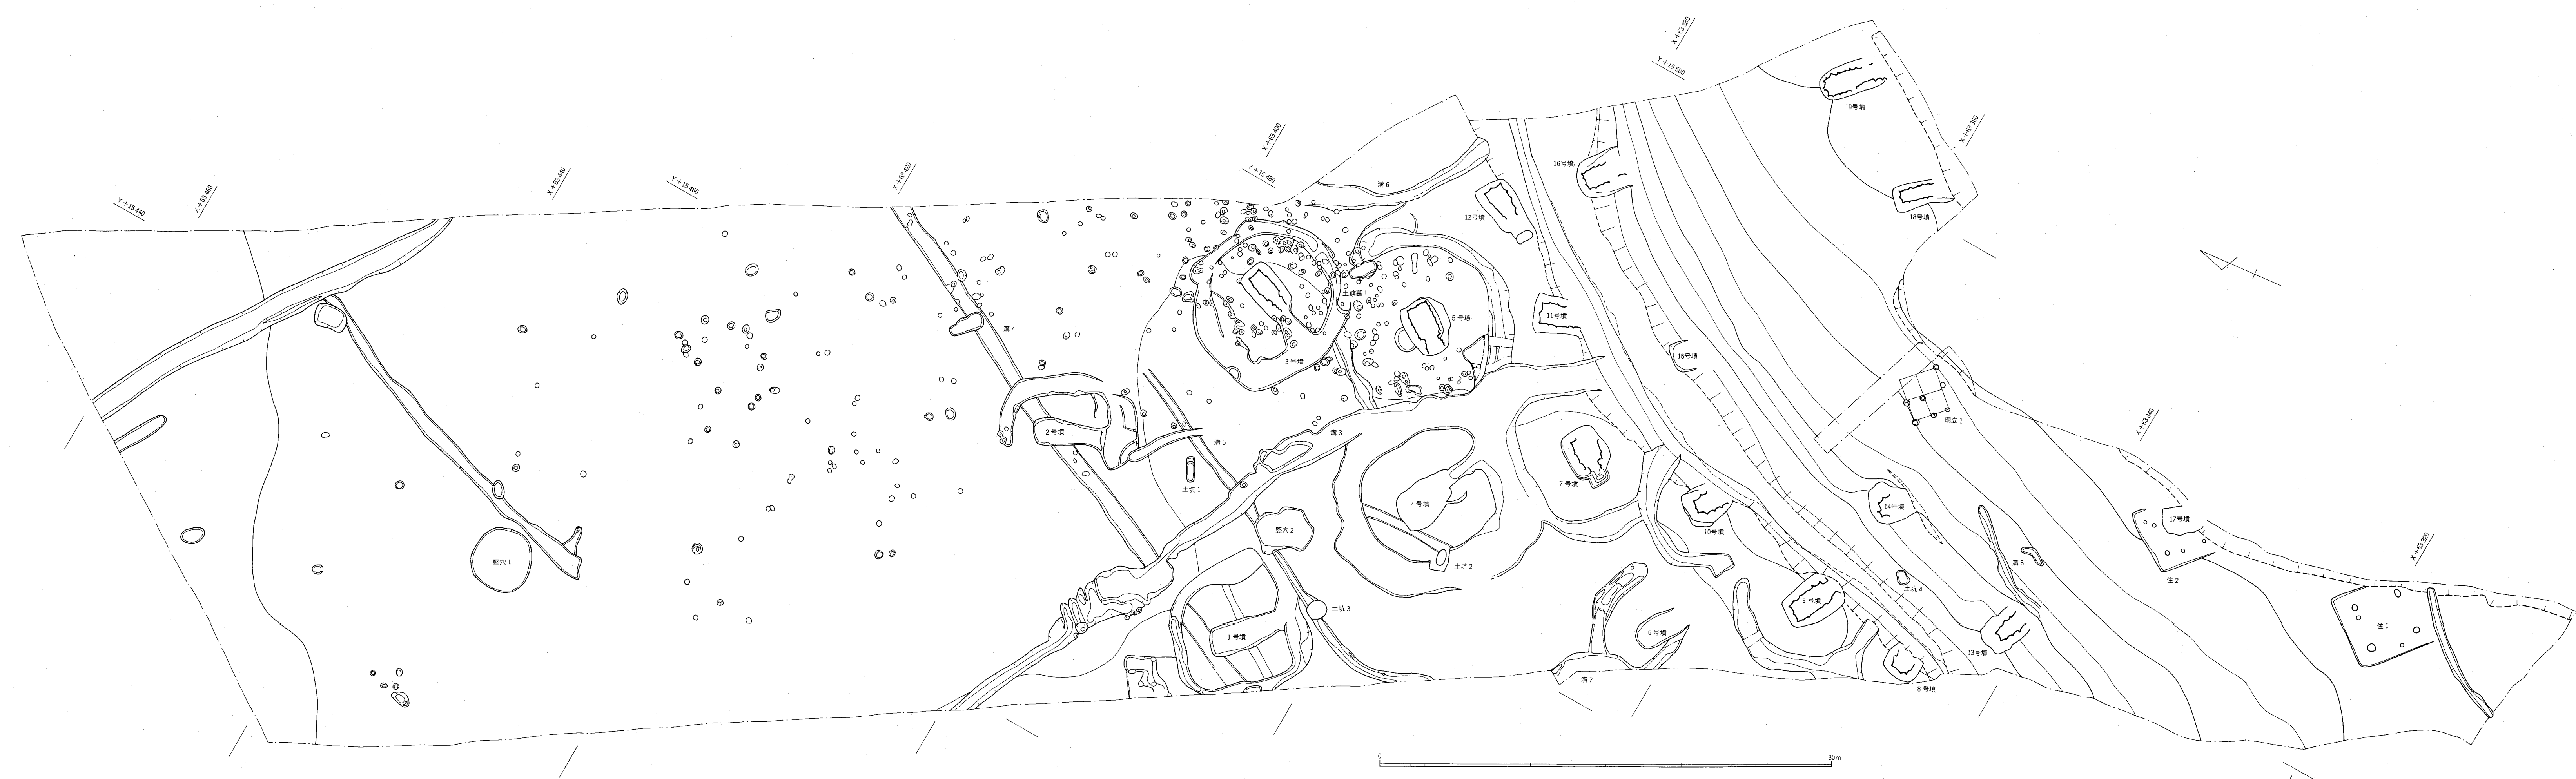 X+63.380
Y+15.500
19号墳
X+63.400
X+63.360
16号墳
Y+15.480
X+63.440
Y+15.460
X+63.420
溝6
Y+15.440
X+63.460
12号墳
18号墳
土壙墓1
11号墳
5号墳
溝4
15号墳
3号墳
掘立1
X+63.340
2号墳
溝3
溝5
土坑1
7号墳
4号墳
14号墳
17号墳
竪穴2
10号墳
X+63.320
竪穴1
土坑2
溝8
住2
土坑4
9号墳
土坑3
住1
1号墳
6号墳
13号墳
溝7
8号墳
0
30m